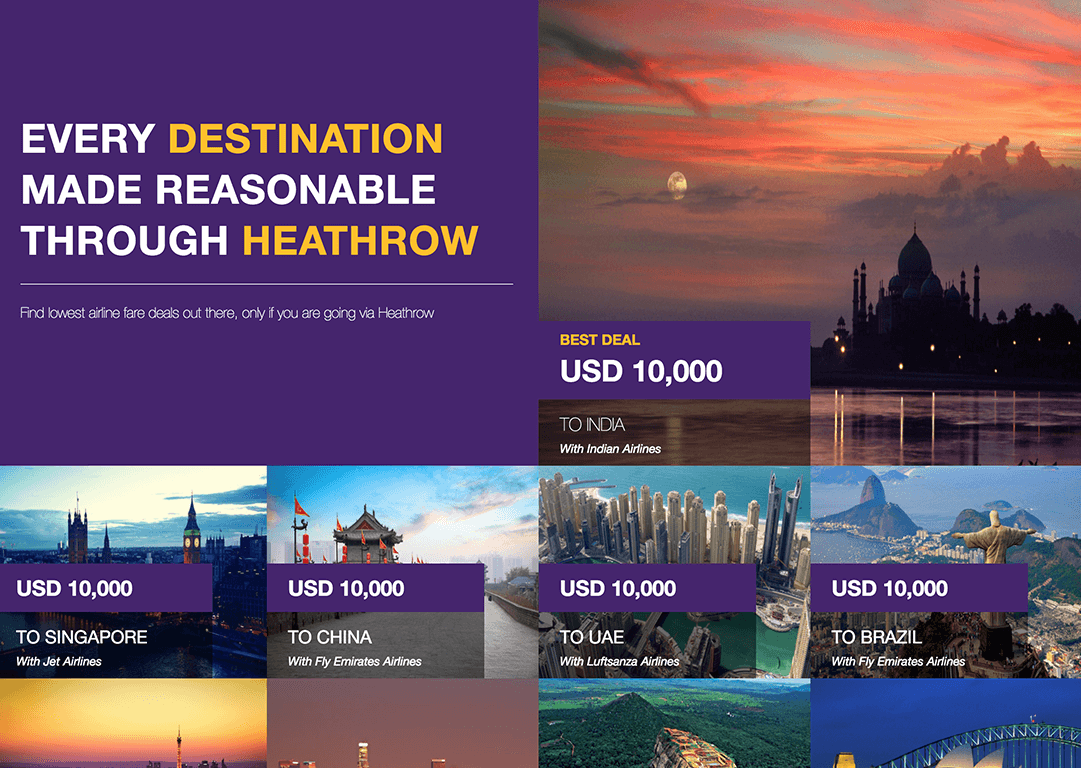 EVERY DESTINATION
MADE REASONABLE
THROUGH HEATHROW
Find lowest airline fare deals out there, only if you are going via Heathrow
BEST DEAL
USD 10,000
TO INDIA
With Indian Airlines
USD 10,000
TO SINGAPORE
With Jet Airlines
USD 10,000
TO CHINA
With Fly Emirates Airlines
USD 10,000
TO UAE
With Luftsanza Airlines
USD 10,000
TO BRAZIL
With Fly Emirates Airlines